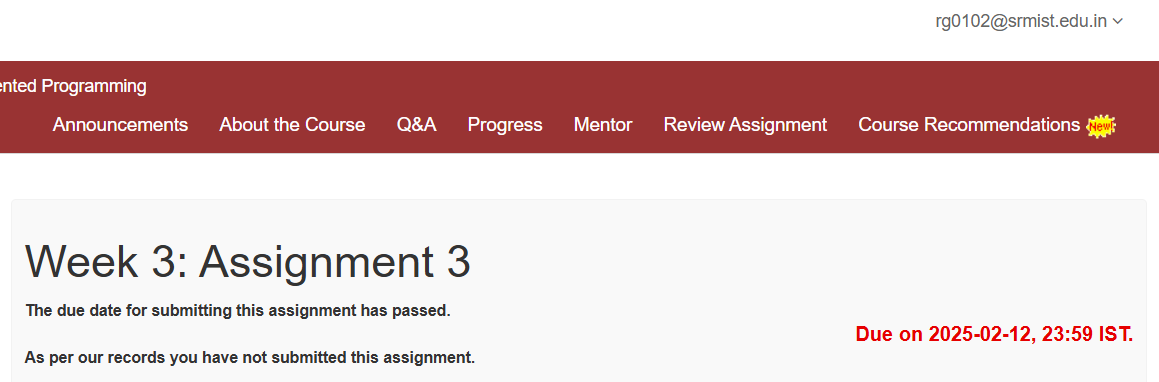 rg0102@srmist.edu.in
ented Programming
Announcements About the Course Q&A Progress Mentor Review Assignment Course Recommendations New!
Week 3: Assignment 3
The due date for submitting this assignment has passed.
Due on 2025-02-12, 23:59 IST.
As per our records you have not submitted this assignment.